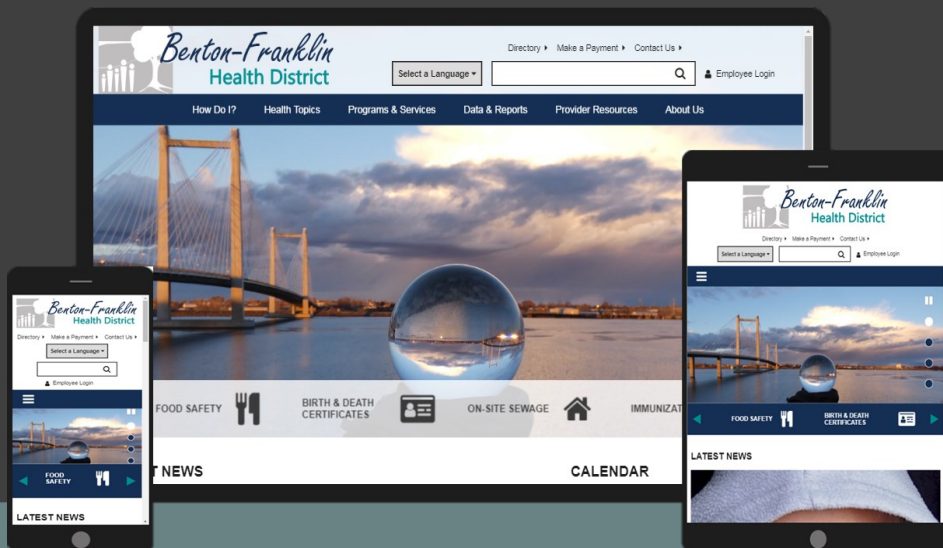 Benton-Franklin
Health District
Directory Make a Payment Contact Us
Select a Language Employee Login
How Do I? Health Topics Programs & Services Data & Reports Provider Resources About Us
FOOD SAFETY BIRTH & DEATH CERTIFICATES ON-SITE SEWAGE
NEWS CALENDAR
Benton-Franklin
Health District
Directory Make a Payment Contact Us
Select a Language
Employee Login
FOOD
SAFETY
LATEST NEWS
Benton-Franklin
Health District
Directory Make a Payment Contact Us
Select a Language Employee Login
FOOD SAFETY BIRTH & DEATH
CERTIFICATES
LATEST NEWS